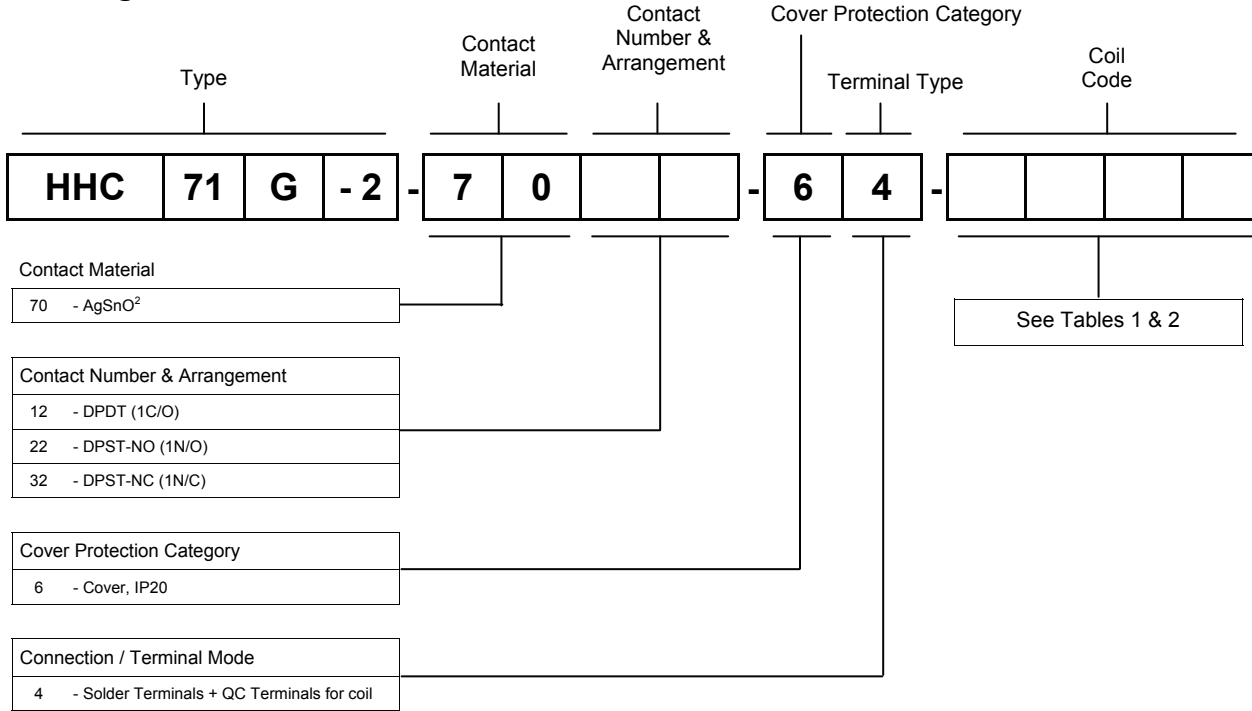 Contact
Number &
Arrangement
Cover Protection Category
Contact
Material
Coil
Code
Type
Terminal Type
HHC 71 G - 2 - 7 0 - 6 4 -
Contact Material
70 - AgSnO²
See Tables 1 & 2
Contact Number & Arrangement
12 - DPDT (1C/O)
22 - DPST-NO (1N/O)
32 - DPST-NC (1N/C)
Cover Protection Category
6 - Cover, IP20
Connection / Terminal Mode
4 - Solder Terminals + QC Terminals for coil